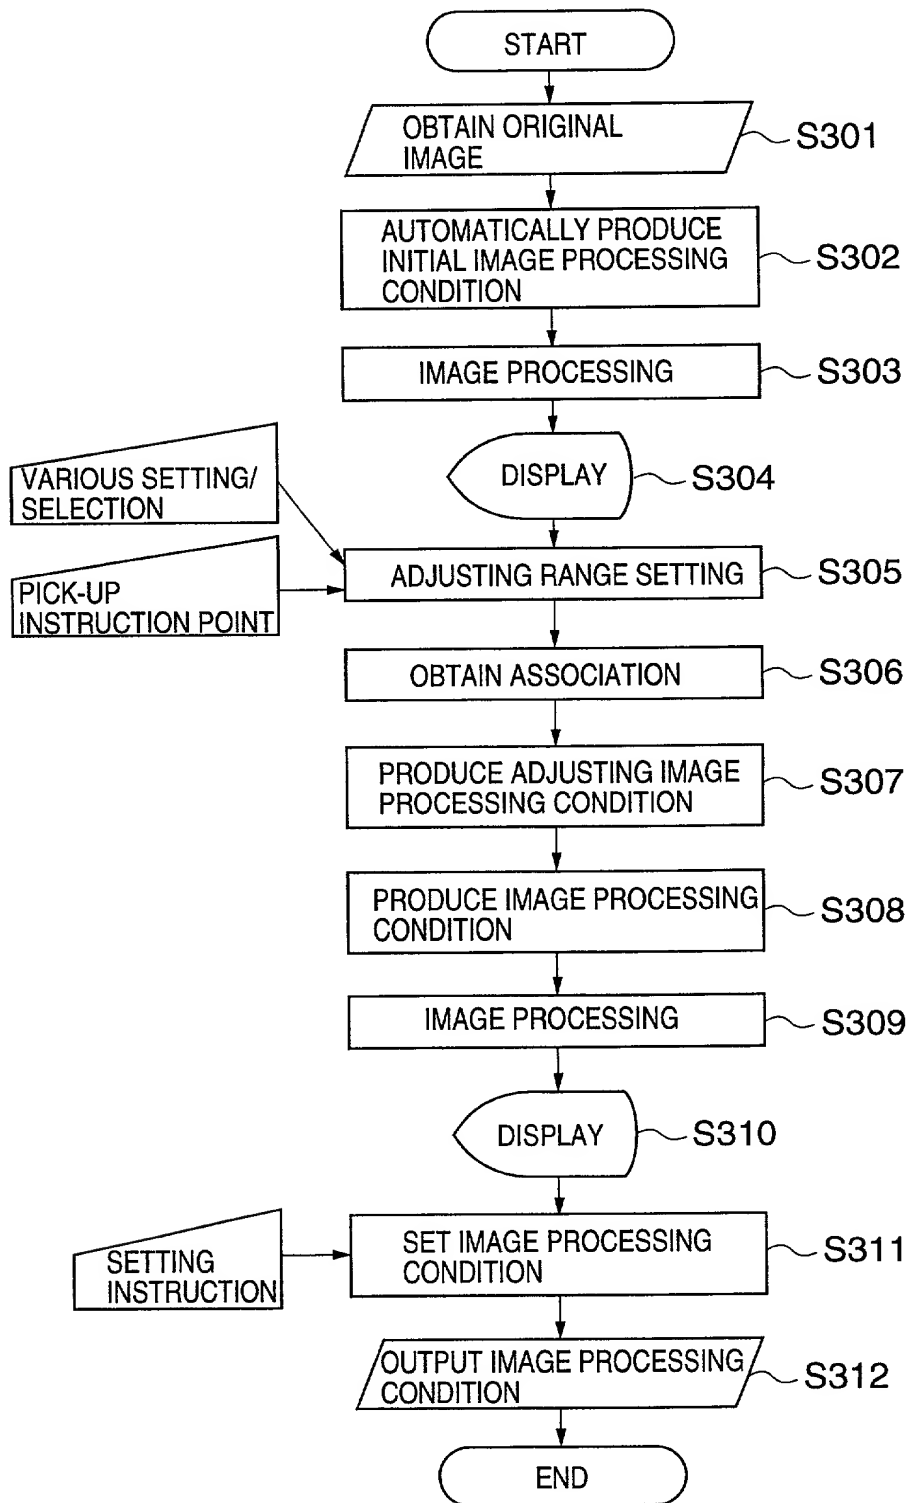 START
OBTAIN ORIGINAL
IMAGE
S301
AUTOMATICALLY PRODUCE
INITIAL IMAGE PROCESSING
CONDITION
S302
IMAGE PROCESSING
S303
DISPLAY
S304
VARIOUS SETTING/
SELECTION
PICK-UP
INSTRUCTION POINT
ADJUSTING RANGE SETTING
S305
OBTAIN ASSOCIATION
S306
PRODUCE ADJUSTING IMAGE
PROCESSING CONDITION
S307
PRODUCE IMAGE PROCESSING
CONDITION
S308
IMAGE PROCESSING
S309
DISPLAY
S310
SETTING
INSTRUCTION
SET IMAGE PROCESSING
CONDITION
S311
OUTPUT IMAGE PROCESSING
CONDITION
S312
END